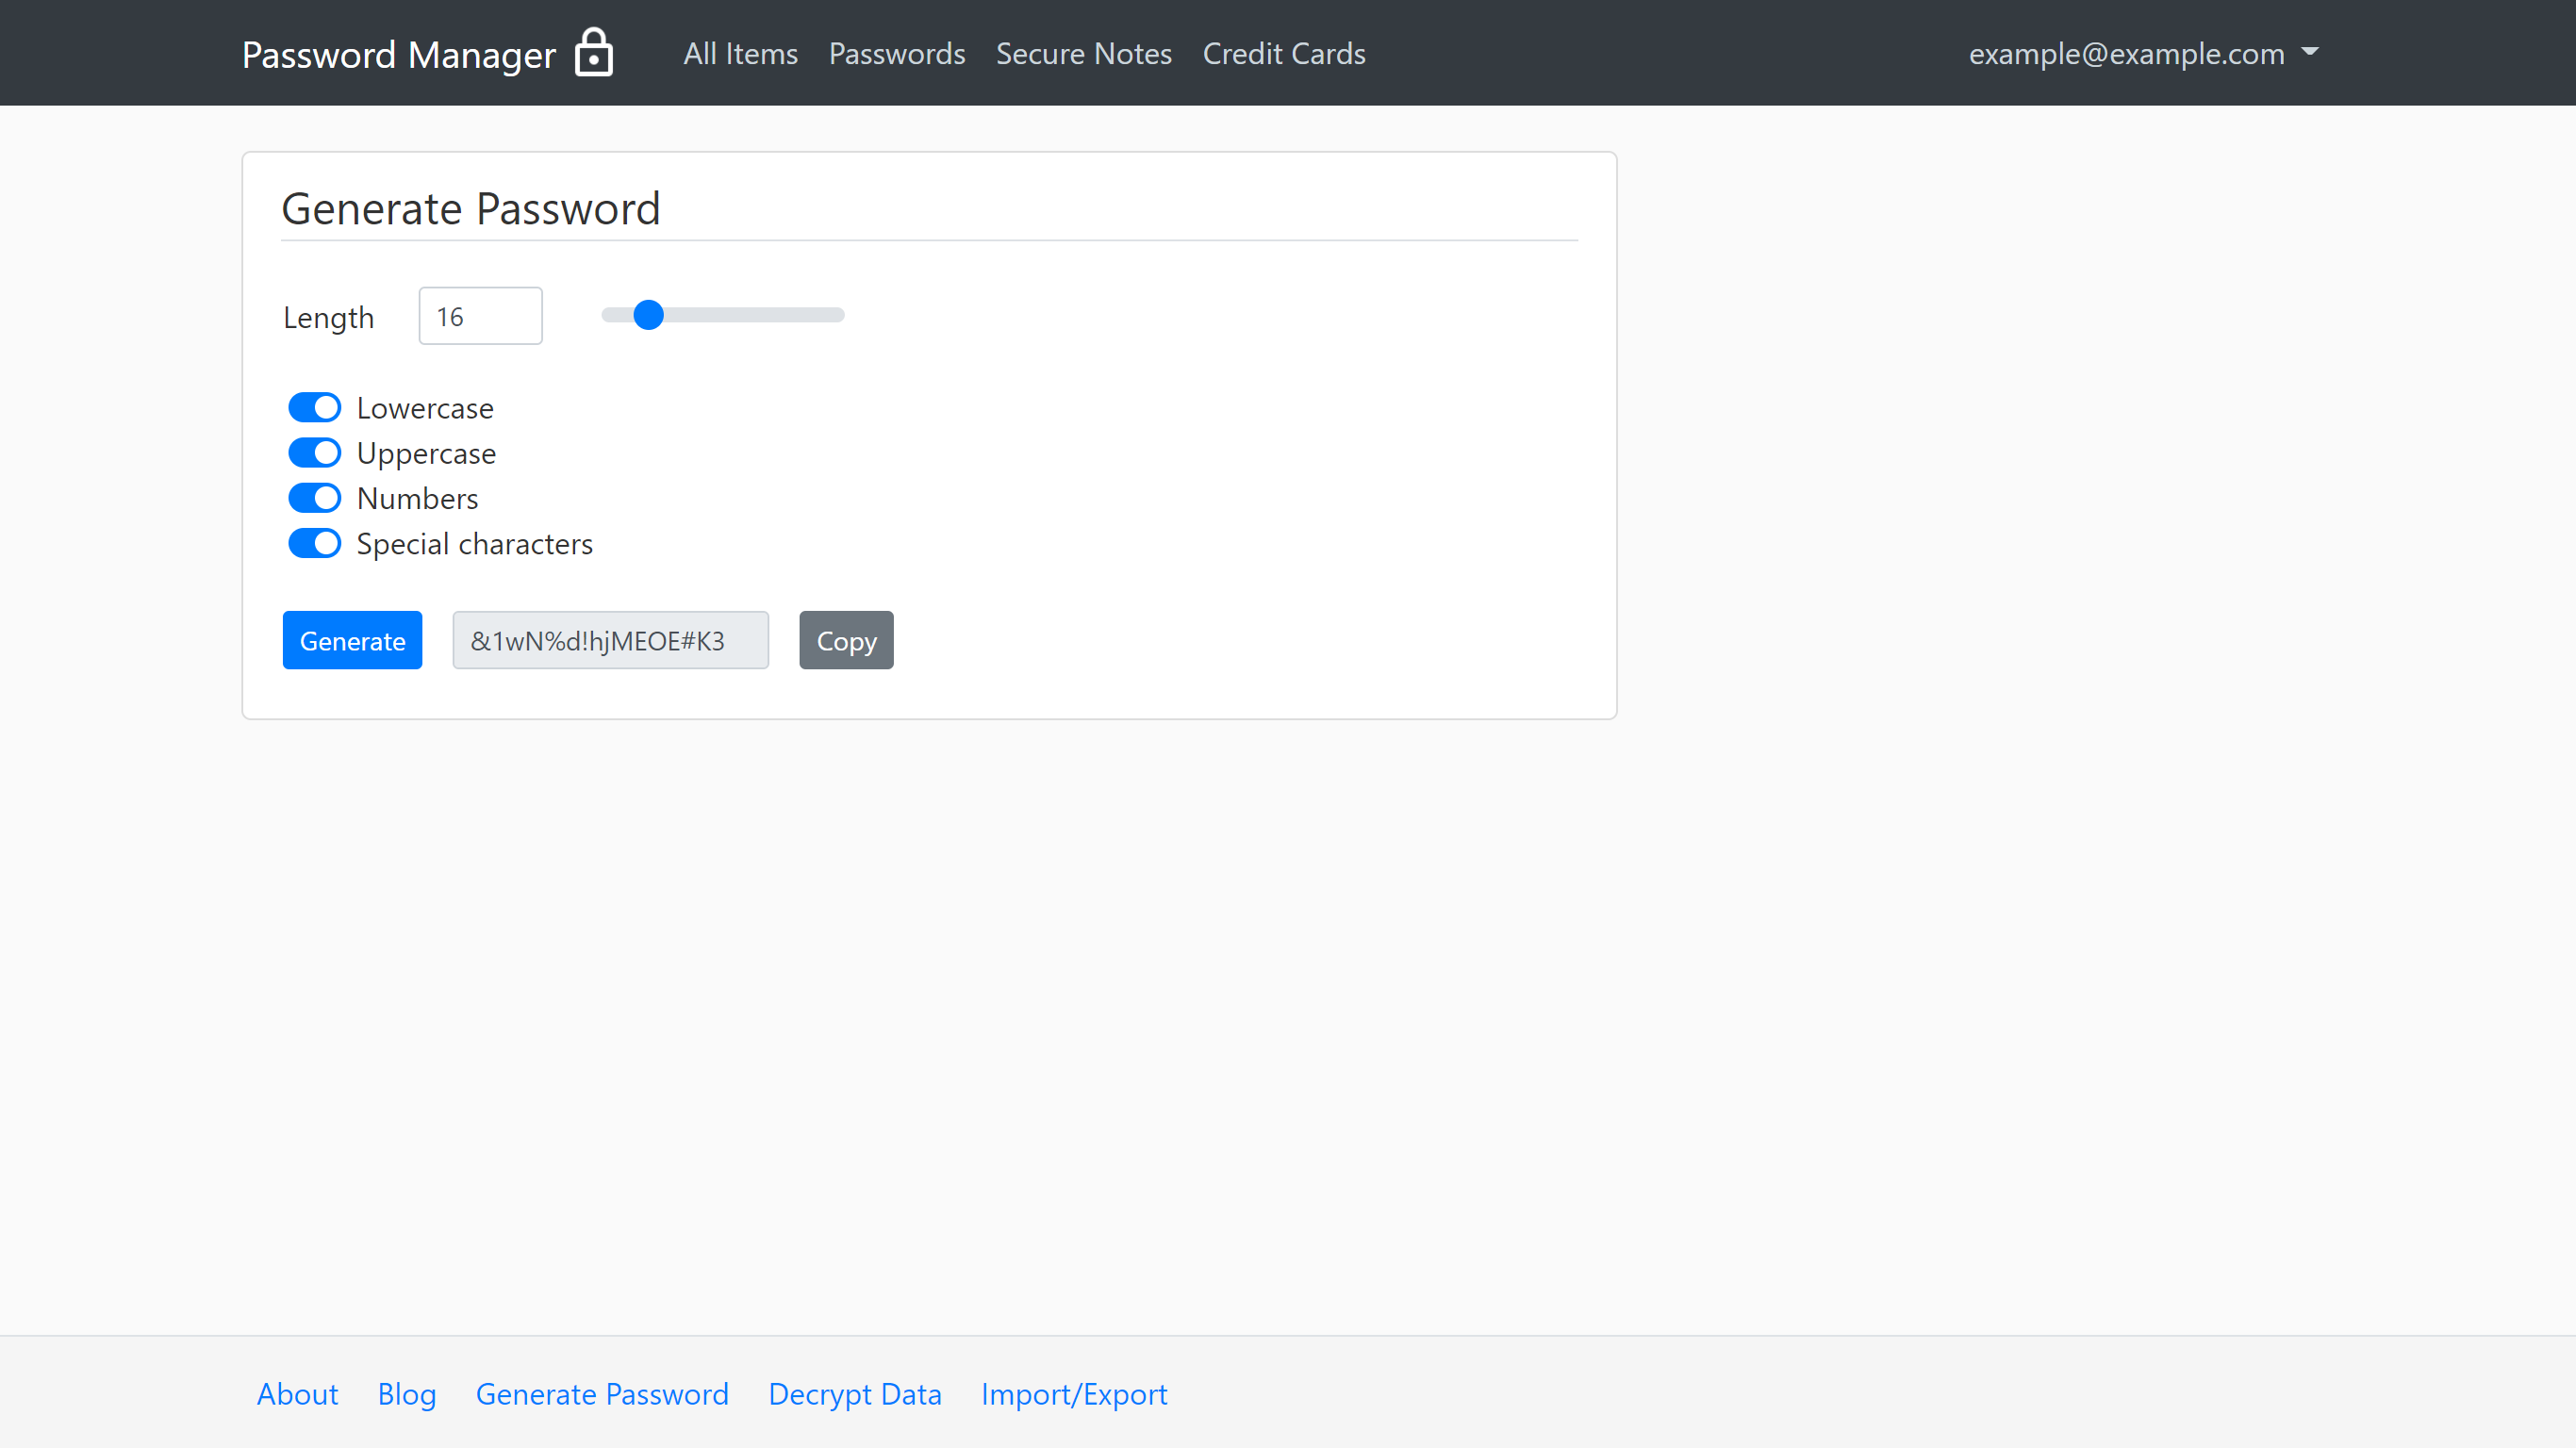 Password Manager All Items Passwords Secure Notes Credit Cards example@example.com
Generate Password
Length 16
Lowercase
Uppercase
Numbers
Special characters
Generate &1wN%d!hjMEOE#K3 Copy
About Blog Generate Password Decrypt Data Import/Export